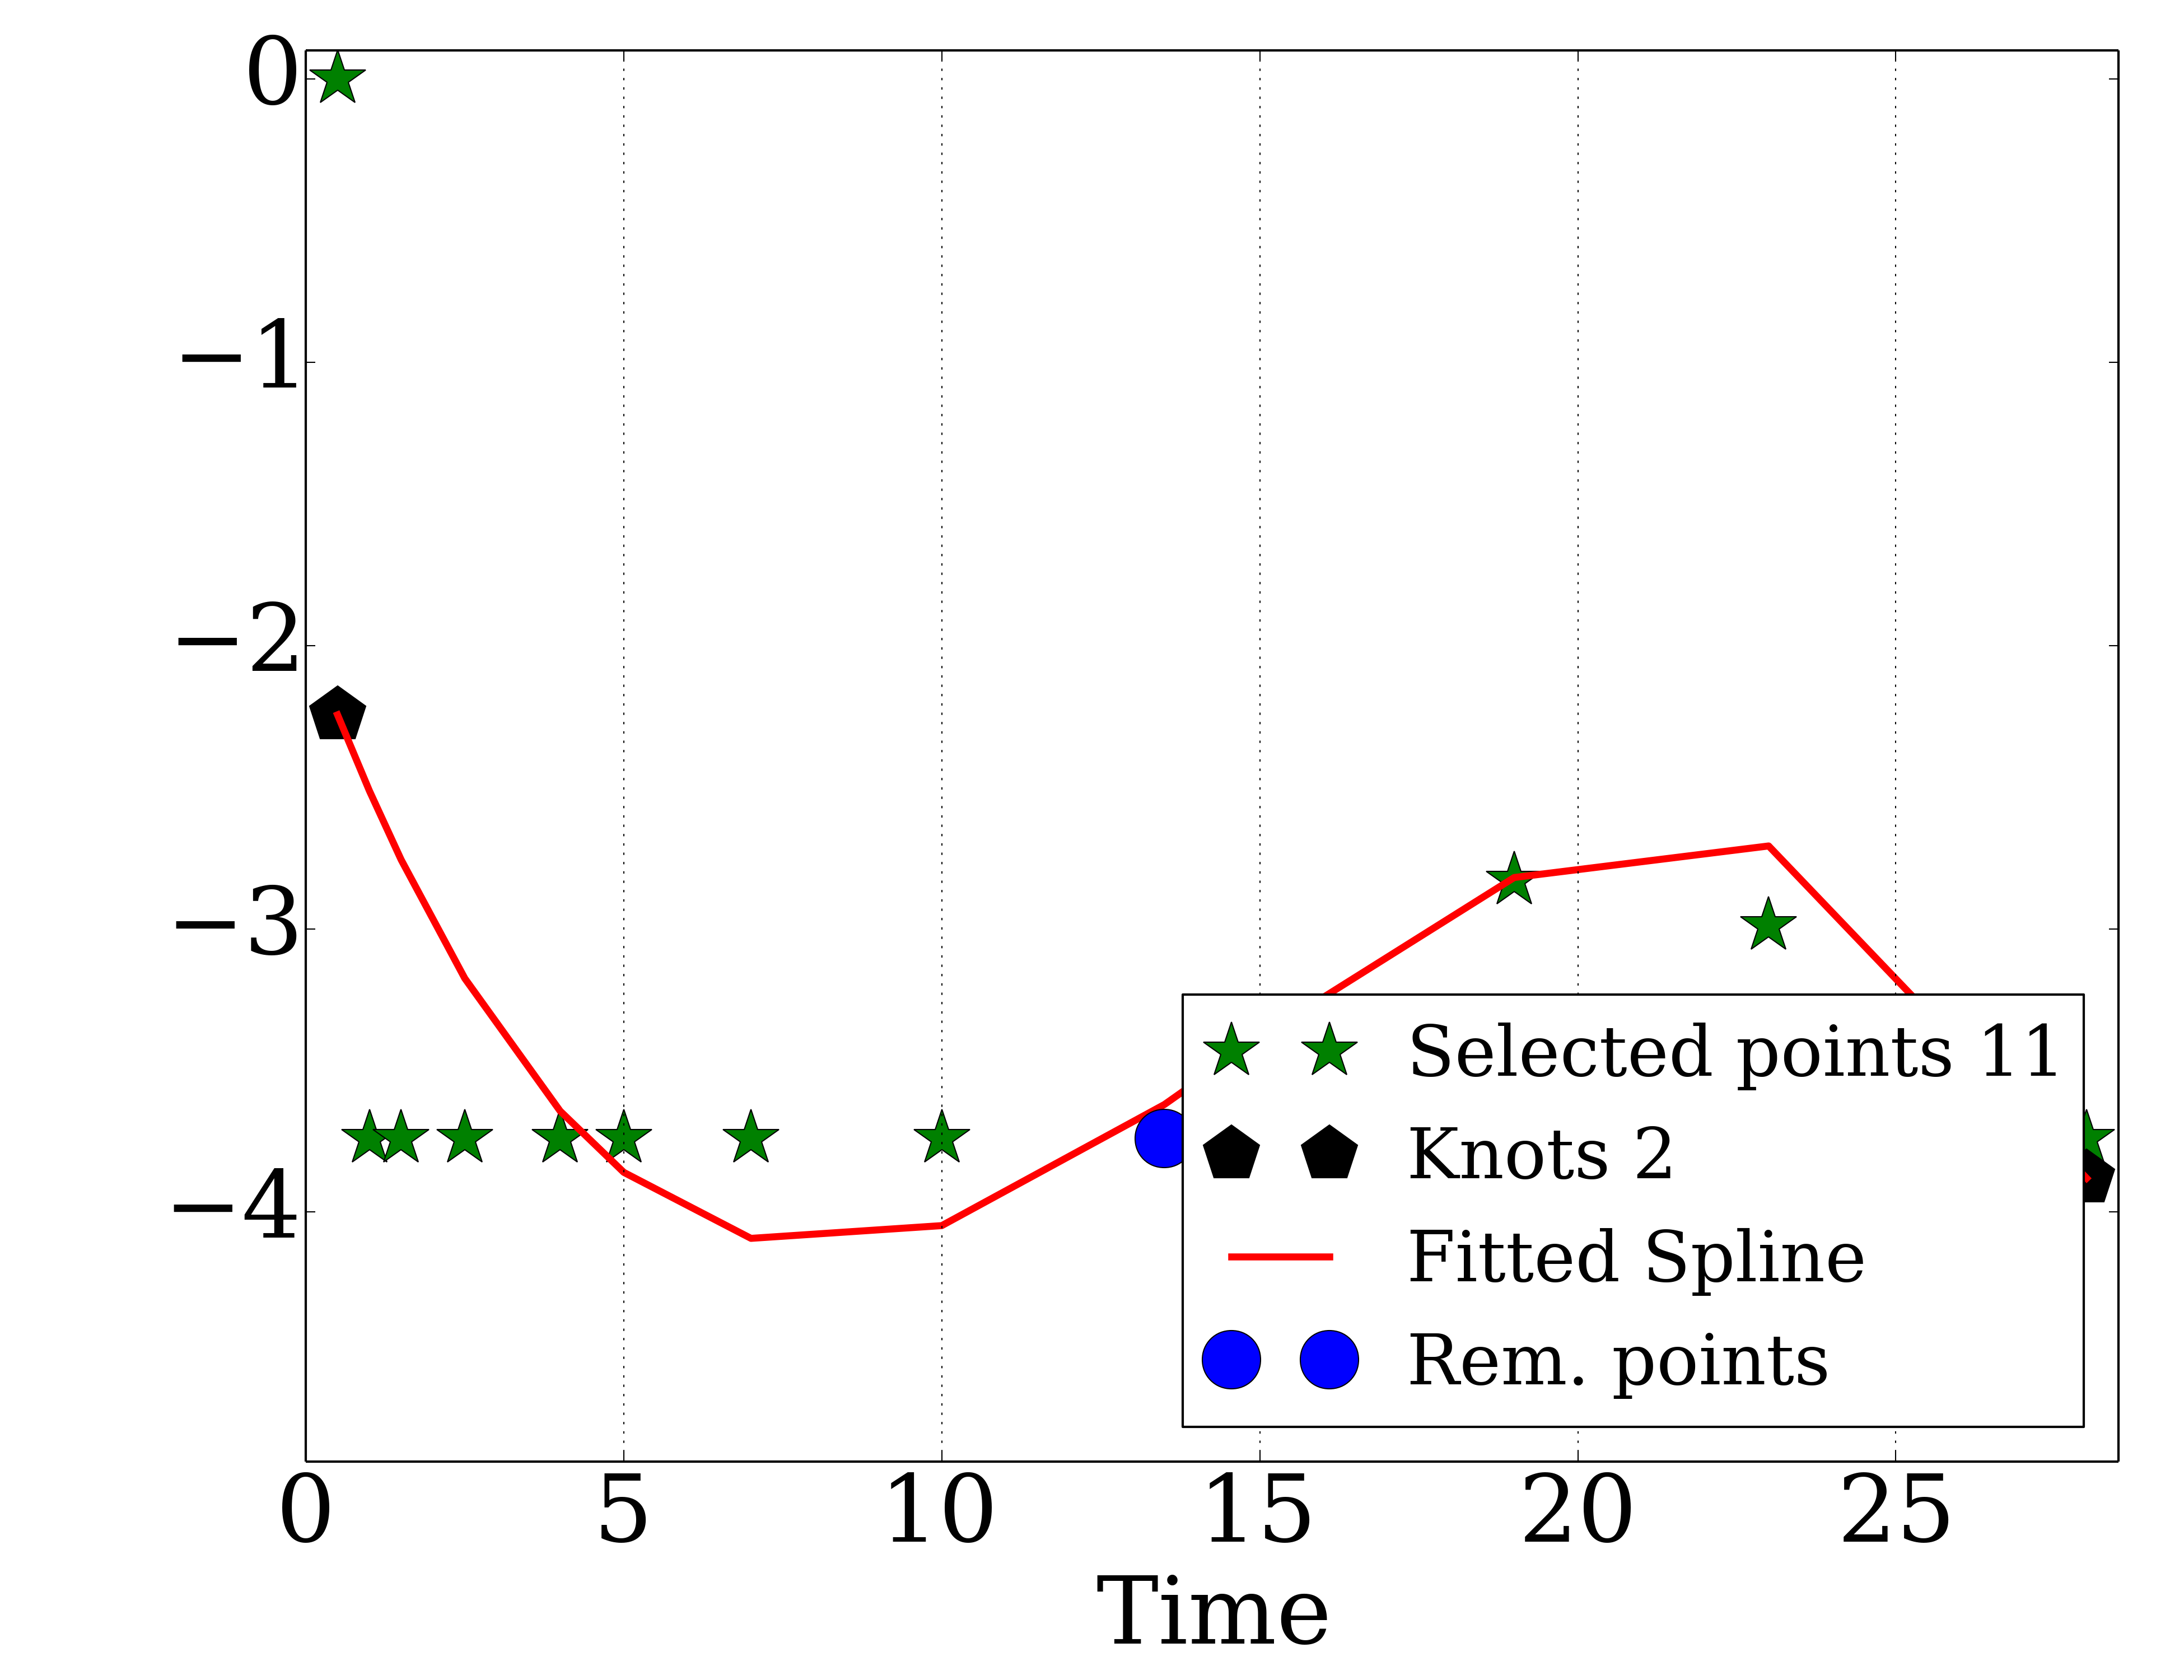 0
−1
−2
−3
−4
Selected points 11
Knots 2
Fitted Spline
Rem. points
0 5 10 15 20 25
Time